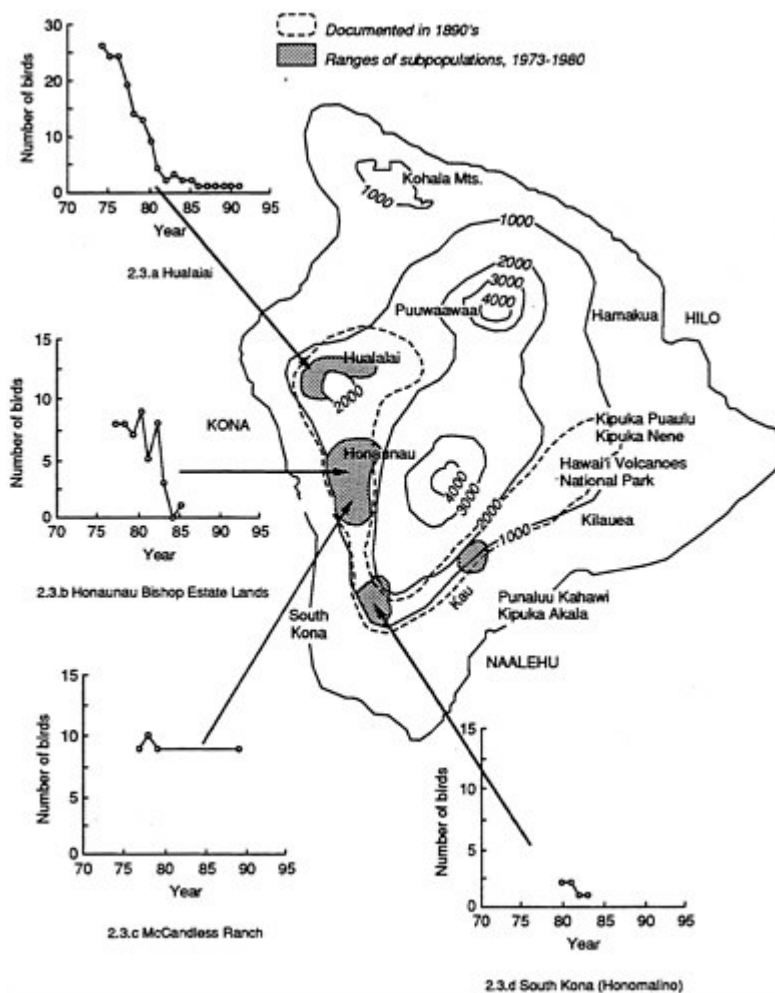 Documented in 1890's
Ranges of subpopulations, 1973-1980
Number of birds
30
20
10
0
70 75 80 85 90 95
Year
2.3.a Hualaiai
Number of birds
15
10
5
0
70 75 80 85 90 95
Year
2.3.b Honaunau Bishop Estate Lands
Number of birds
15
10
5
0
70 75 80 85 90 95
Year
2.3.c McCandless Ranch
Number of birds
15
10
5
0
70 75 80 85 90 95
Year
2.3.d South Kona (Honomalino)
Kohala Mts.
1000
1000
2000
3000
4000
Puuwaawaa
Hamakua
HILO
Hualalai
2000
KONA
Honaunau
4000
3000
2000
1000
Kipuka Puaulu
Kipuka Nene
Hawai'i Volcanoes
National Park
Kilauea
Kau
South
Kona
Punaluu Kahawi
Kipuka Akala
NAALEHU